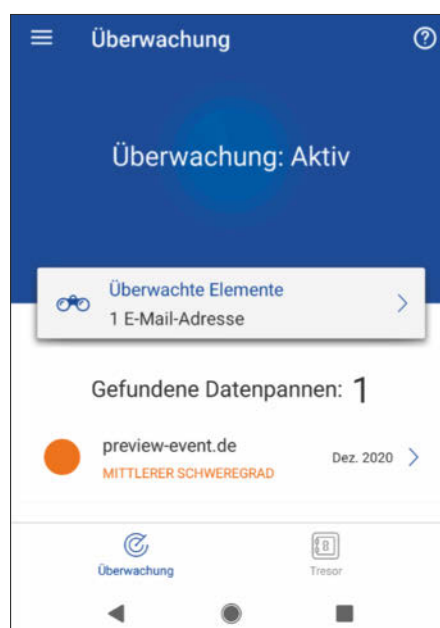 Überwachung
Überwachung: Aktiv
Überwachte Elemente
1 E-Mail-Adresse
Gefundene Datenpannen: 1
preview-event.de
MITTLERER SCHWEREGRAD
Dez. 2020
Überwachung
Tresor